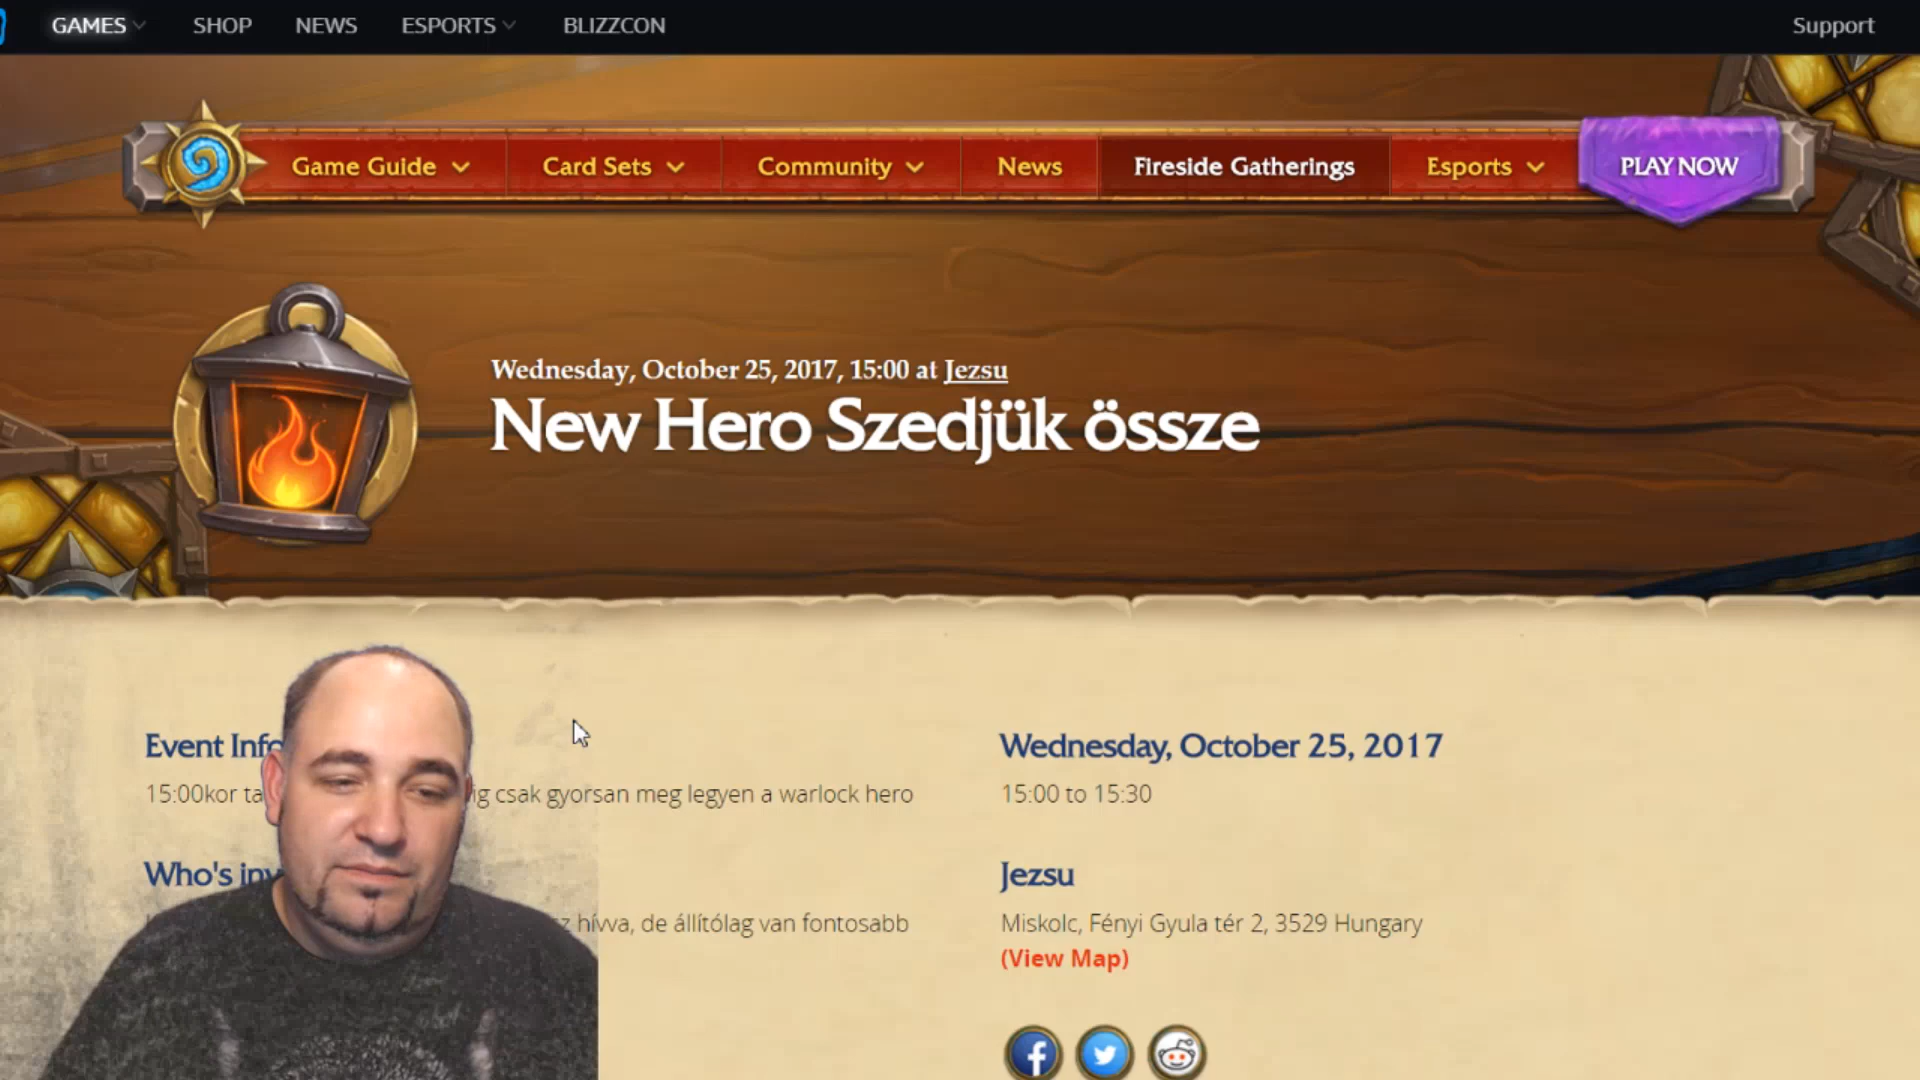 GAMES SHOP NEWS ESPORTS BLIZZCON Support
Game Guide Card Sets Community News Fireside Gatherings Esports PLAY NOW
Wednesday, October 25, 2017, 15:00 at Jezsu
New Hero Szedjük össze
Event Info
15:00kor csak gyorsan meg legyen a warlock hero
Who's
hívva, de állítólag van fontosabb
Wednesday, October 25, 2017
15:00 to 15:30
Jezsu
Miskolc, Fényi Gyula tér 2, 3529 Hungary
(View Map)